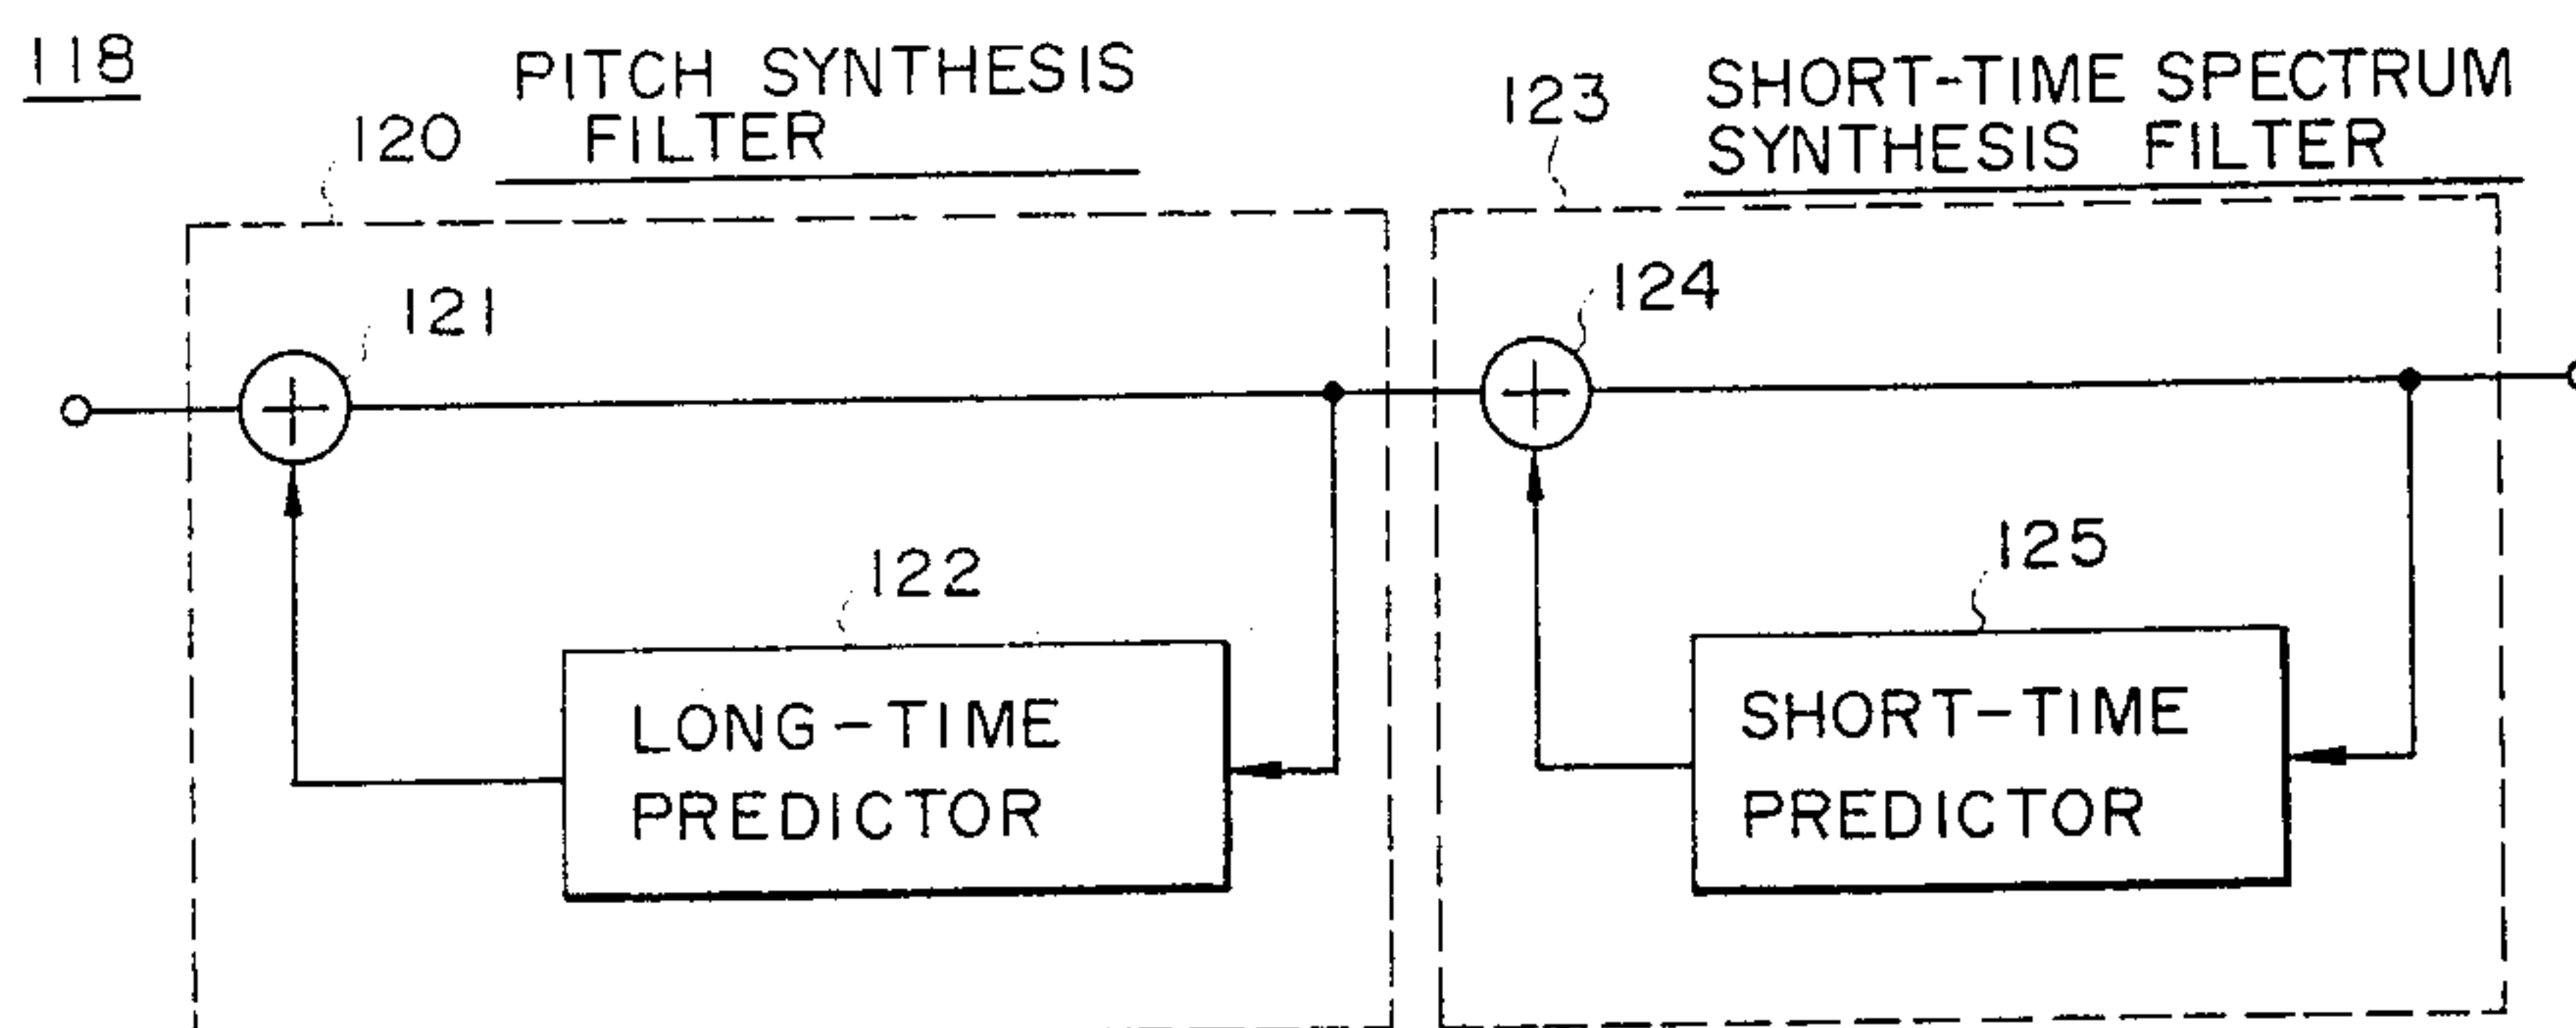 118
PITCH SYNTHESIS
FILTER
120
123
SHORT-TIME SPECTRUM
SYNTHESIS FILTER
121
124
122
125
LONG-TIME
PREDICTOR
SHORT-TIME
PREDICTOR